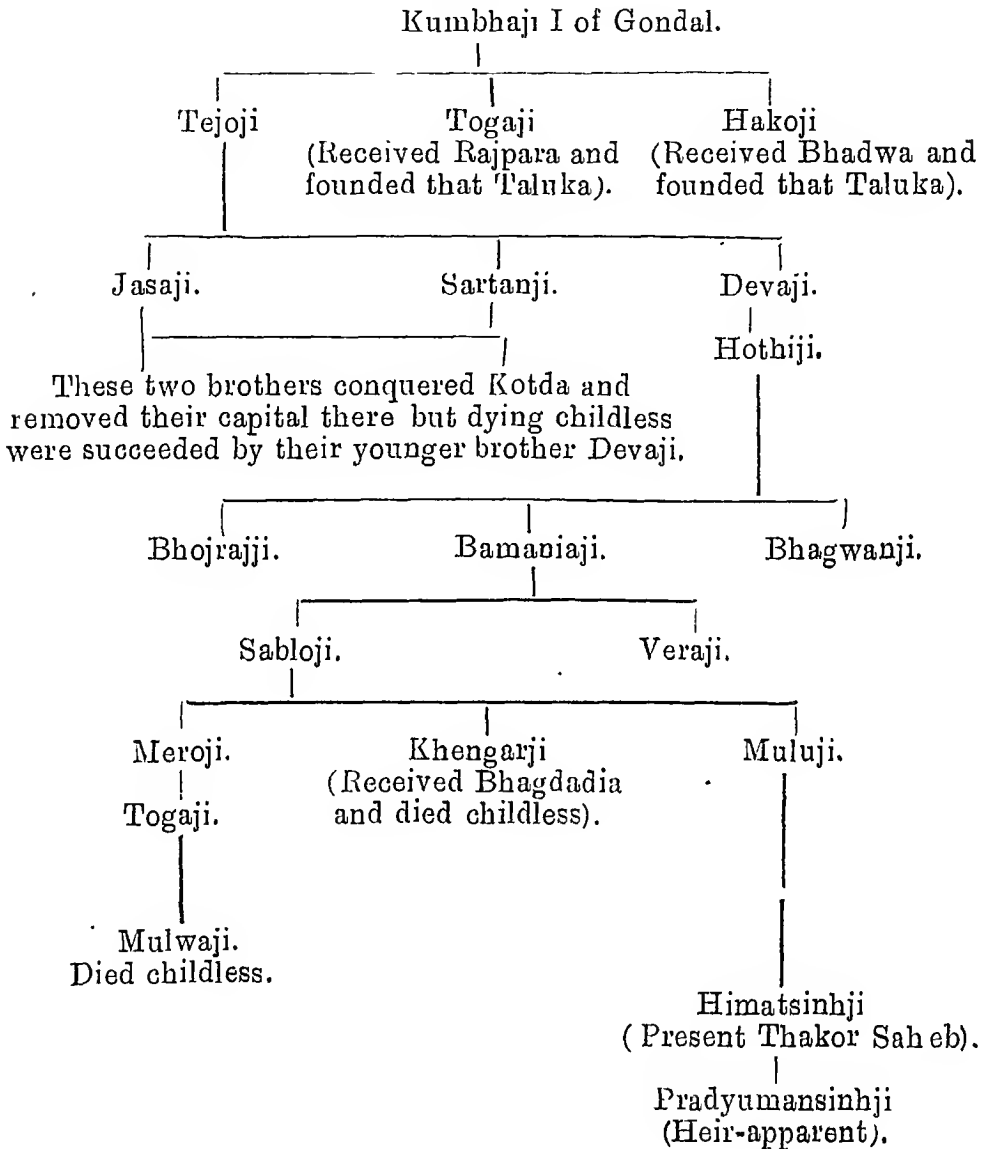 Kumbhaji I of Gondal.
Tejoji Togaji Hakoji
(Received Rajpara and (Received Bhadwa and
founded that Taluka). founded that Taluka).
Jasaji. Sartanji. Devaji.
Hothiji.
These two brothers conquered Kotda and
removed their capital there but dying childless
were succeeded by their younger brother Devaji.
Bhojrajji. Bamaniaji. Bhagwanji.
Sabloji. Veraji.
Meroji. Khengarji Muluji.
(Received Bhagdadia
Togaji. and died childless).
Mulwaji.
Died childless.
Himatsinhji
(Present Thakor Saheb).
Pradyumansinhji
(Heir-apparent).